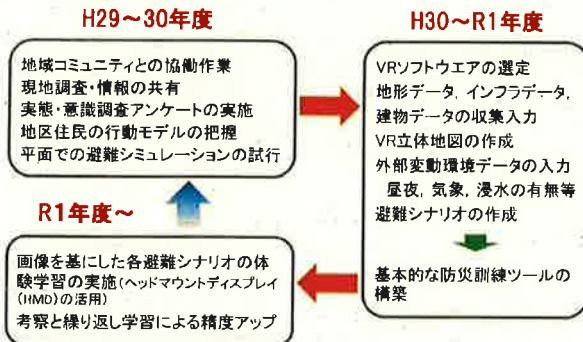 H29～30年度
地域コミュニティとの協働作業
現地調査・情報の共有
実態・意識調査アンケートの実施
地区住民の行動モデルの把握
平面での避難シミュレーションの試行
H30～R1年度
VRソフトウエアの選定
地形データ, インフラデータ,
建物データの収集入力
VR立体地図の作成
外部変動環境データの入力
昼夜, 気象, 浸水の有無等
避難シナリオの作成
基本的な防災訓練ツールの
構築
R1年度～
画像を基にした各避難シナリオの体
験学習の実施(ヘッドマウントディスプレイ
(HMD)の活用)
考察と繰り返し学習による精度アップ